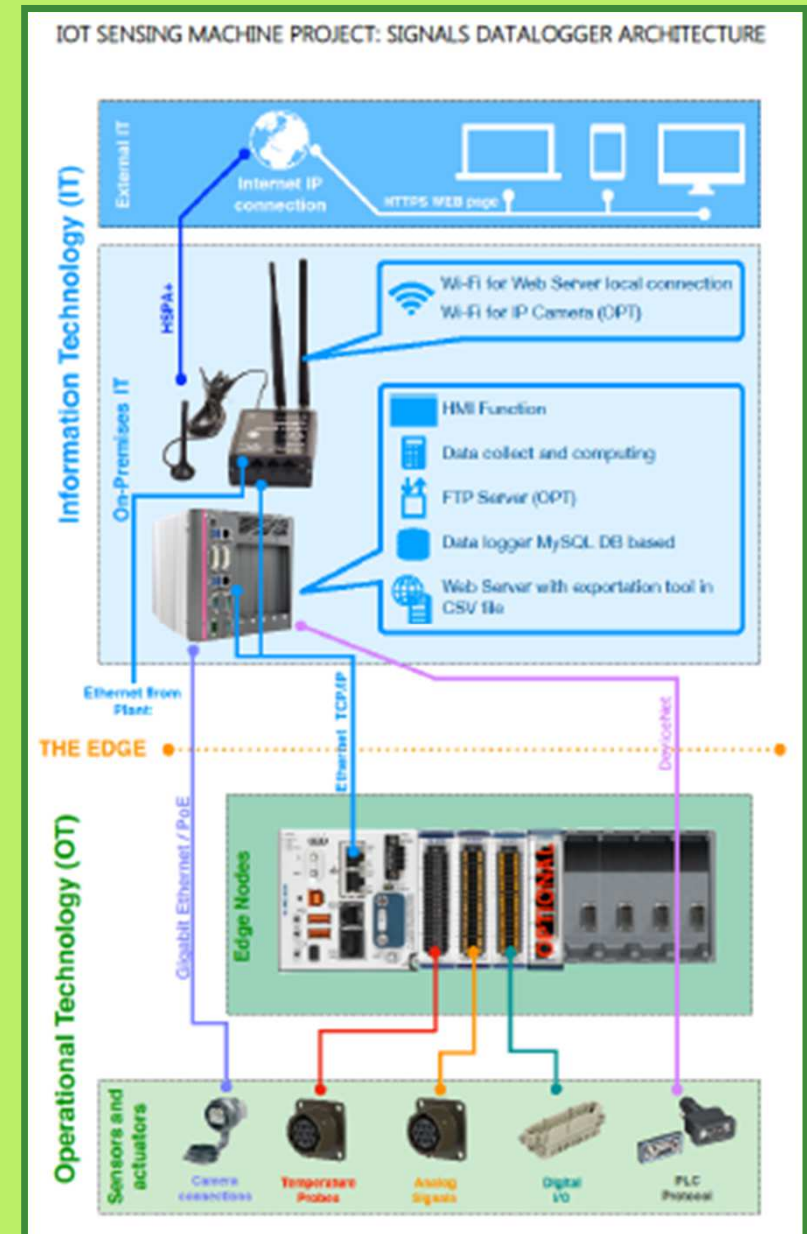 IOT SENSING MACHINE PROJECT: SIGNALS DATALOGGER ARCHITECTURE
Information Technology (IT)
External IT
Internet IP
connection
HTTPS WEB page
HSPA+
On-Premises IT
Wi-Fi for Web Server local connection
Wi-Fi for IP Camera (OPT)
HMI Function
Data collect and computing
FTP Server (OPT)
Data logger MySQL DB based
Web Server with exportation tool in
CSV file
Ethernet from
Plant:
THE EDGE
Ethernet TCP/IP
DeviceNet
Gigabit Ethernet / PoE
Operational Technology (OT)
Edge Nodes
OPTIONAL
Sensors and
actuators
Camera
connections
Temperature
Probes
Analog
Signals
Digital
I/O
PLC
Protocol